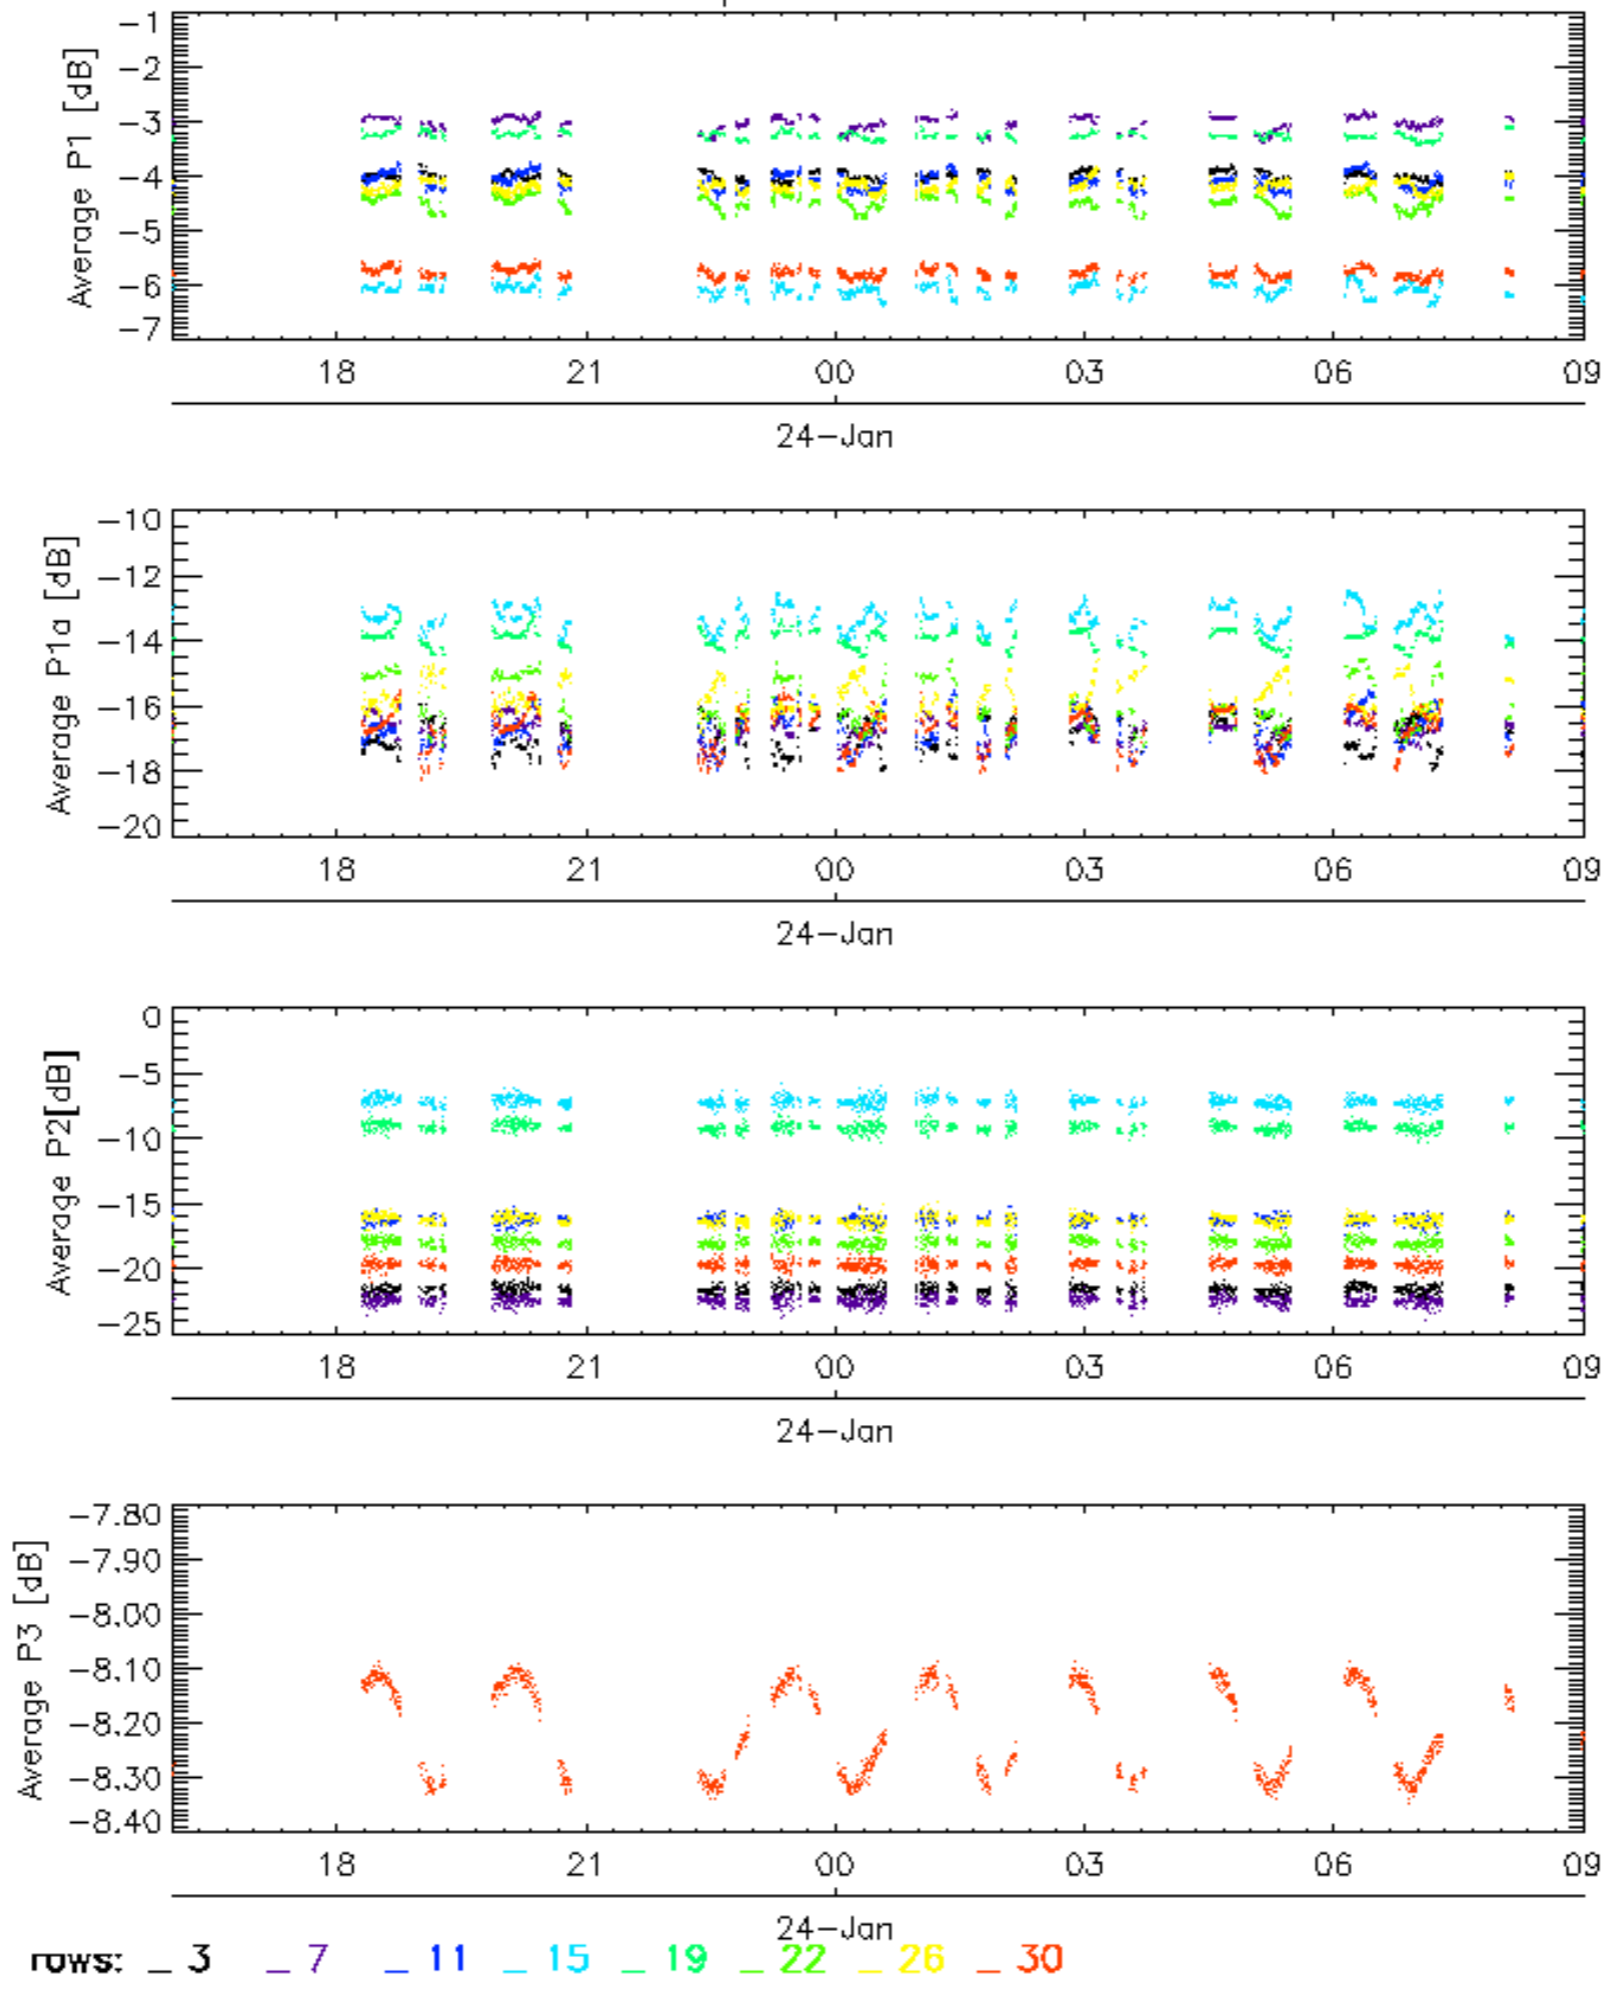 Average P1 [dB]
-1
-2
-3
-4
-5
-6
-7
18 21 00 03 06 09
24-Jan
Average P1a [dB]
-10
-12
-14
-16
-18
-20
18 21 00 03 06 09
24-Jan
Average P2[dB]
0
-5
-10
-15
-20
-25
18 21 00 03 06 09
24-Jan
Average P3 [dB]
-7.80
-7.90
-8.00
-8.10
-8.20
-8.30
-8.40
18 21 00 03 06 09
24-Jan
rows: _ 3 _ 7 _ 11 _ 15 _ 19 _ 22 _ 26 _ 30